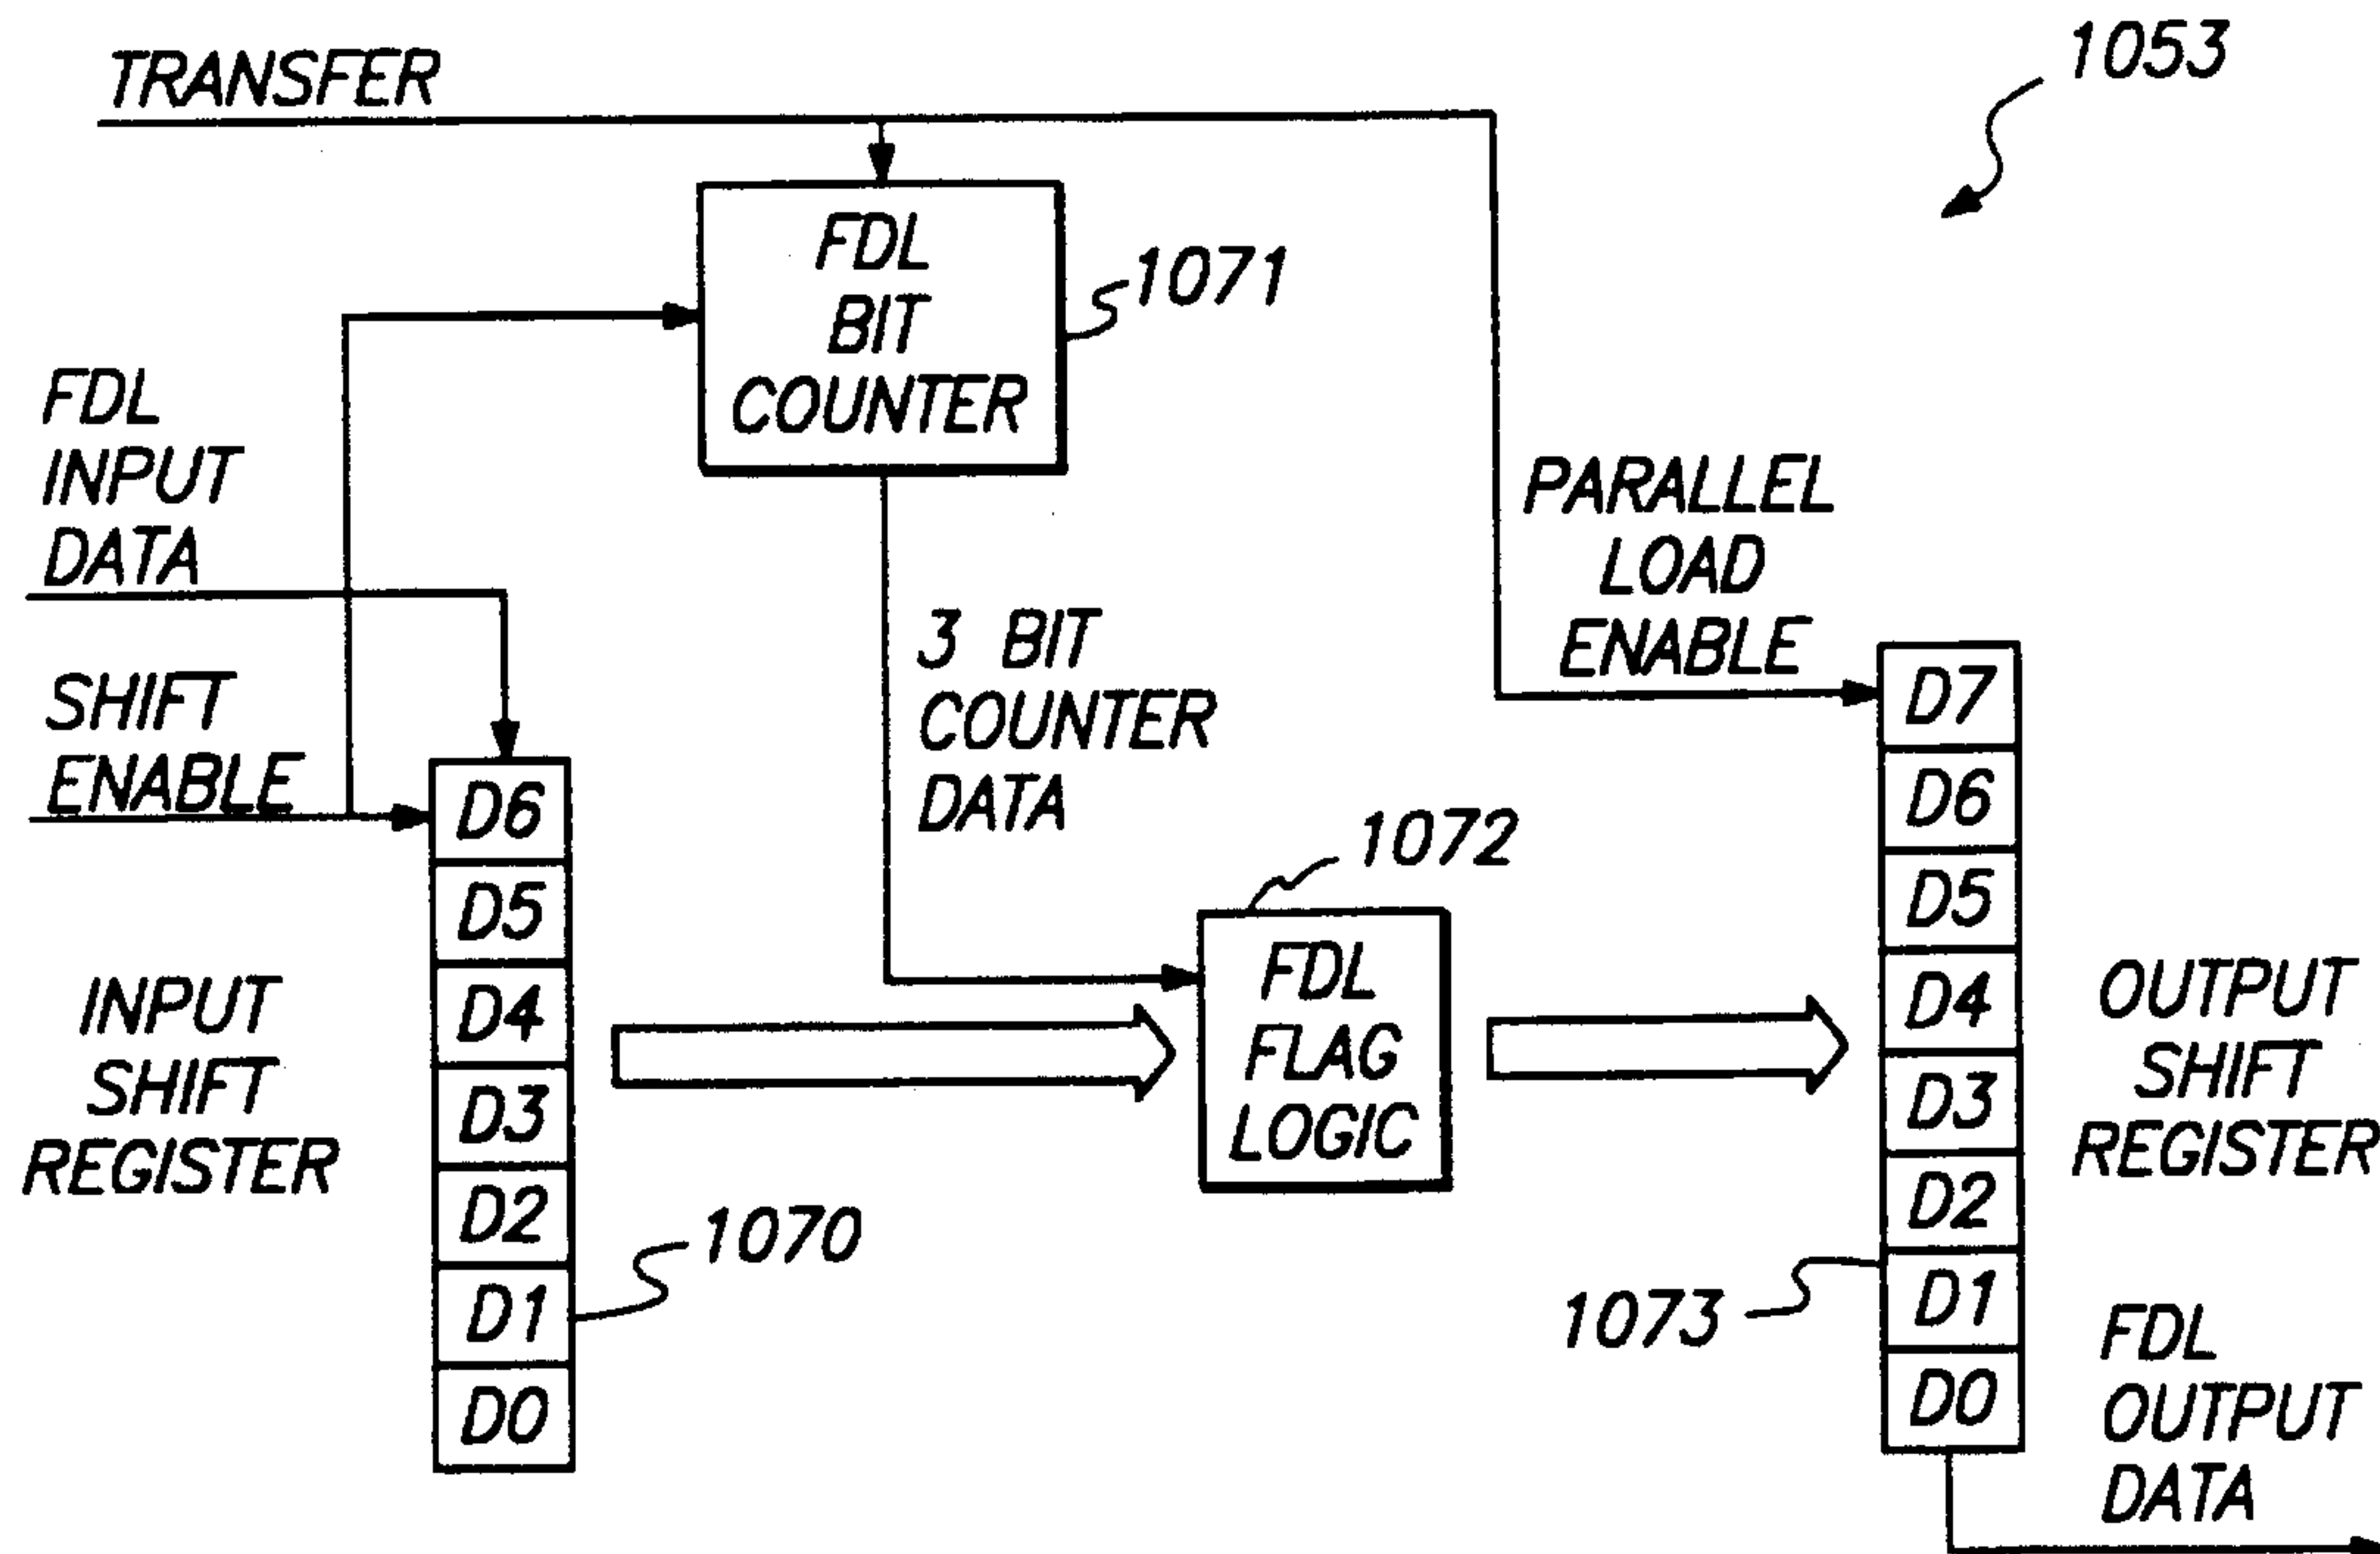 TRANSFER
1053
FDL
BIT
COUNTER
1071
FDL
INPUT
DATA
SHIFT
ENABLE
3 BIT
COUNTER
DATA
PARALLEL
LOAD
ENABLE
INPUT
SHIFT
REGISTER
D6
D5
D4
D3
D2
D1
D0
1070
1072
FDL
FLAG
LOGIC
D7
D6
D5
D4
D3
D2
D1
D0
1073
OUTPUT
SHIFT
REGISTER
FDL
OUTPUT
DATA